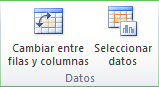 Cambiar entre
filas y columnas
Seleccionar
datos
Datos